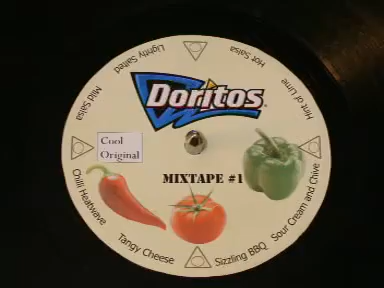 Lightly Salted
Hot Salsa
Mild Salsa
Hint of Lime
Doritos
Cool
Original
MIXTAPE #1
Chilli Heatwave
Tangy Cheese
Sizzling BBQ
Sour Cream and Chive